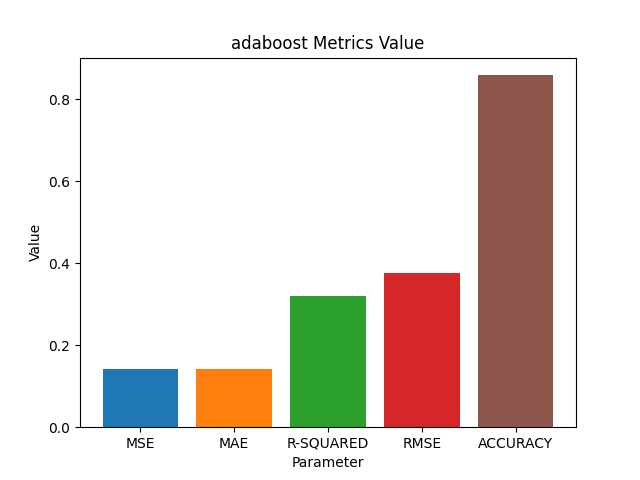 adaboost Metrics Value
0.8
0.6
0.4
0.2
0.0
Value
MSE MAE R-SQUARED RMSE ACCURACY
Parameter